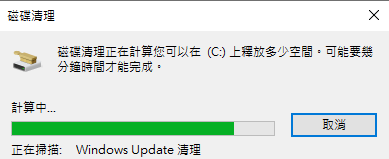 磁碟清理
磁碟清理正在計算您可以在 (C:) 上釋放多少空間。可能要幾
分鐘時間才能完成。
計算中...
取消
正在掃描: Windows Update 清理